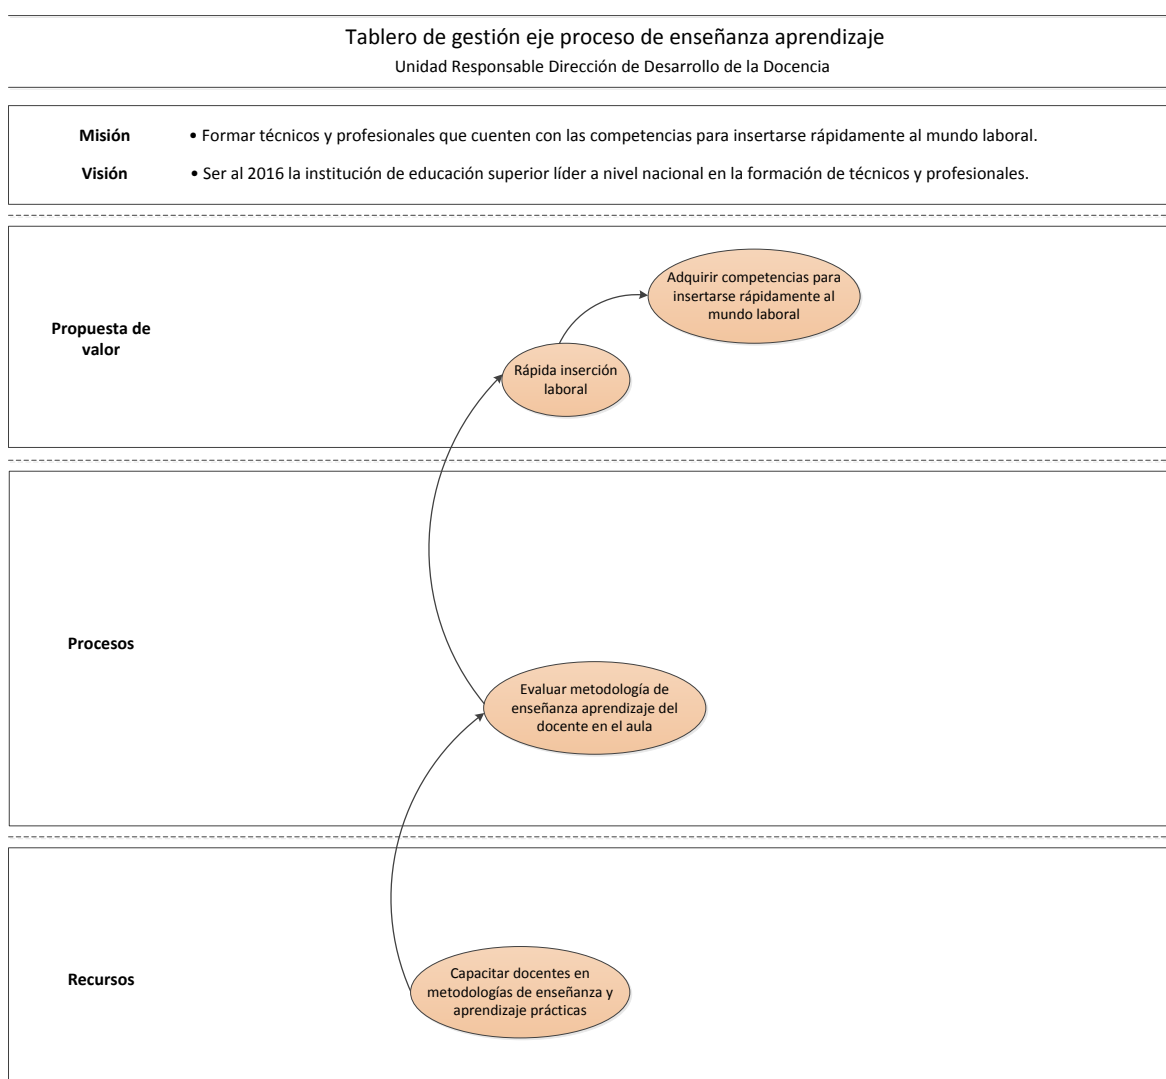 Tablero de gestión eje proceso de enseñanza aprendizaje
Unidad Responsable Dirección de Desarrollo de la Docencia
Misión • Formar técnicos y profesionales que cuenten con las competencias para insertarse rápidamente al mundo laboral.
Visión • Ser al 2016 la institución de educación superior líder a nivel nacional en la formación de técnicos y profesionales.
Propuesta de
valor
Adquirir competencias para
insertarse rápidamente al
mundo laboral
Rápida inserción
laboral
Procesos
Evaluar metodología de
enseñanza aprendizaje del
docente en el aula
Recursos
Capacitar docentes en
metodologías de enseñanza y
aprendizaje prácticas